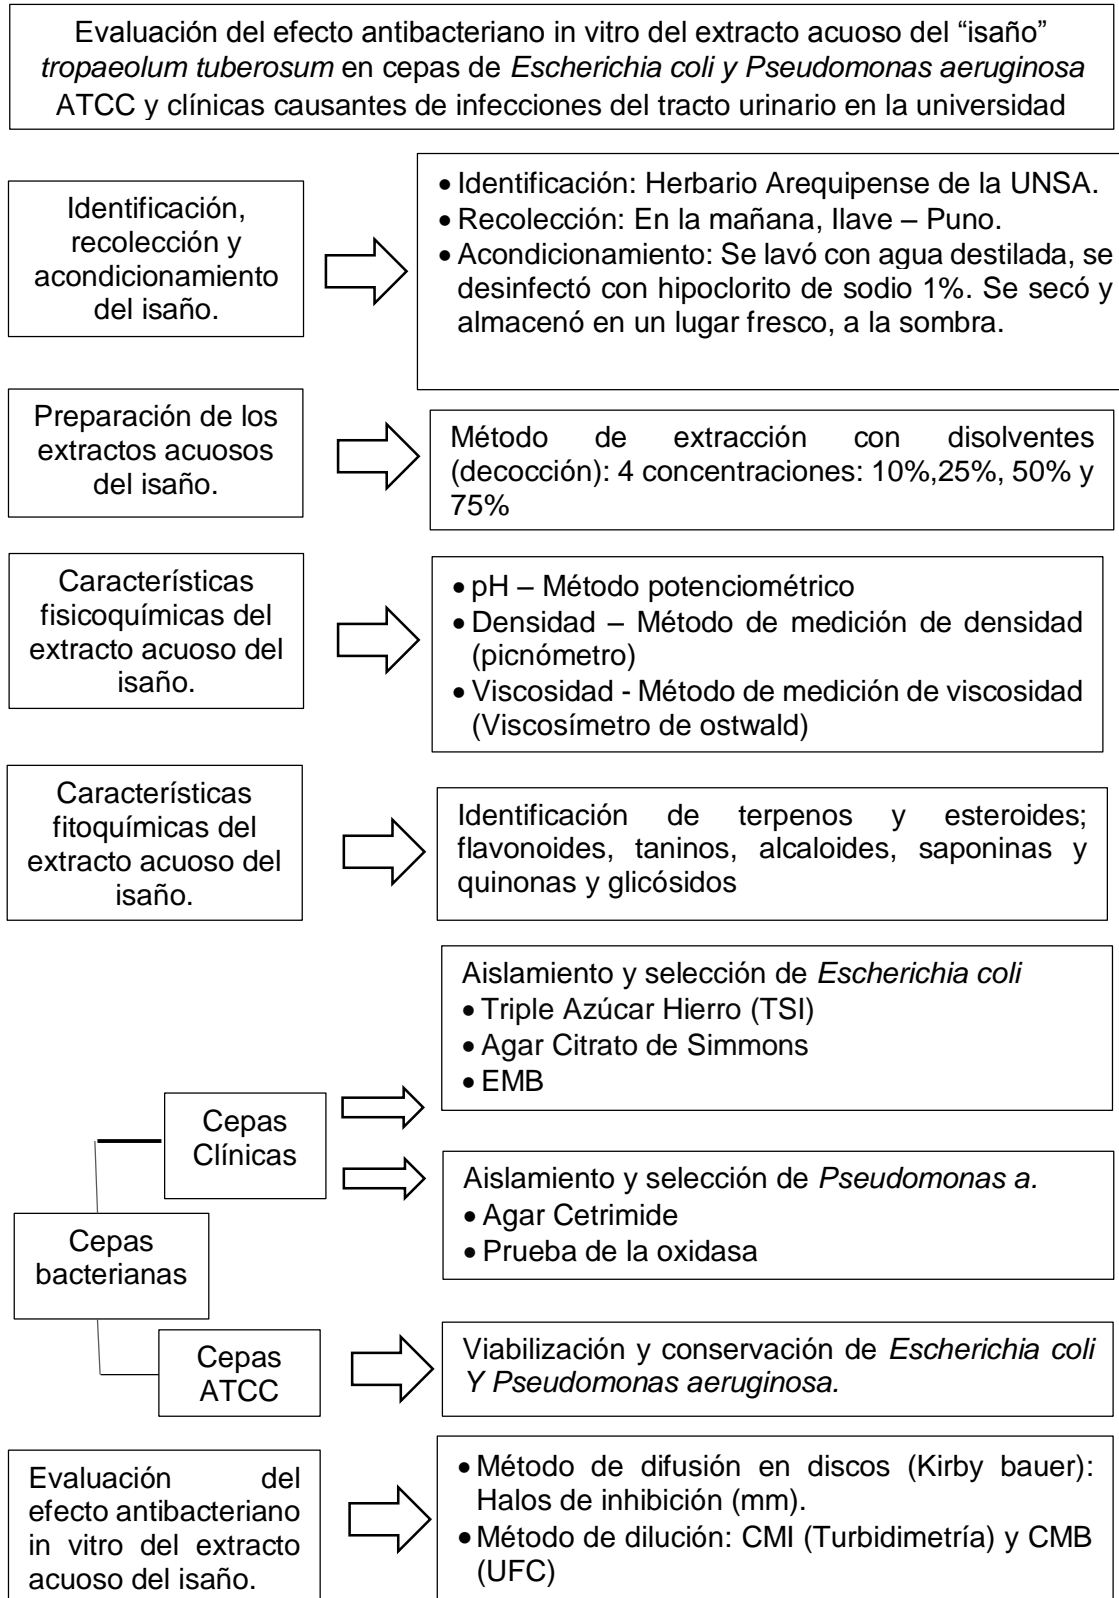 Evaluación del efecto antibacteriano in vitro del extracto acuoso del “isaño”
tropaeolum tuberosum en cepas de Escherichia coli y Pseudomonas aeruginosa
ATCC y clínicas causantes de infecciones del tracto urinario en la universidad
Identificación,
recolección y
acondicionamiento
del isaño.
• Identificación: Herbario Arequipense de la UNSA.
• Recolección: En la mañana, Ilave – Puno.
• Acondicionamiento: Se lavó con agua destilada, se
desinfectó con hipoclorito de sodio 1%. Se secó y
almacenó en un lugar fresco, a la sombra.
Preparación de los
extractos acuosos
del isaño.
Método de extracción con disolventes
(decocción): 4 concentraciones: 10%,25%, 50% y
75%
Características
fisicoquímicas del
extracto acuoso del
isaño.
• pH – Método potenciométrico
• Densidad – Método de medición de densidad
(picnómetro)
• Viscosidad - Método de medición de viscosidad
(Viscosímetro de ostwald)
Características
fitoquímicas del
extracto acuoso del
isaño.
Identificación de terpenos y esteroides;
flavonoides, taninos, alcaloides, saponinas y
quinonas y glicósidos
Cepas
bacterianas
Cepas
Clínicas
Aislamiento y selección de Escherichia coli
• Triple Azúcar Hierro (TSI)
• Agar Citrato de Simmons
• EMB
Aislamiento y selección de Pseudomonas a.
• Agar Cetrimide
• Prueba de la oxidasa
Cepas
ATCC
Viabilización y conservación de Escherichia coli
Y Pseudomonas aeruginosa.
Evaluación del
efecto antibacteriano
in vitro del extracto
acuoso del isaño.
• Método de difusión en discos (Kirby bauer):
Halos de inhibición (mm).
• Método de dilución: CMI (Turbidimetría) y CMB
(UFC)